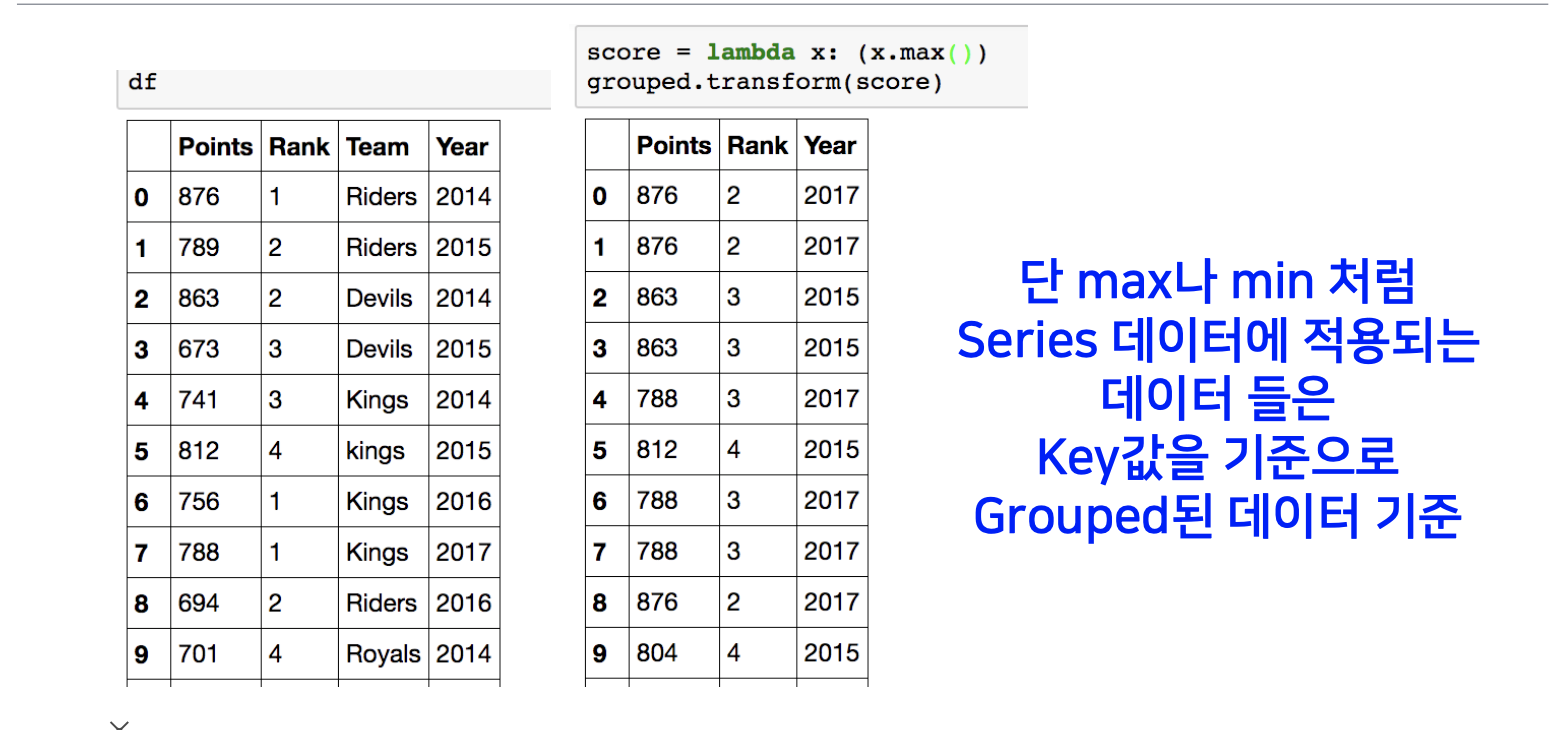 score = lambda x: (x.max())
grouped.transform(score)
df
Points Rank Team Year
0 876 1 Riders 2014
1 789 2 Riders 2015
2 863 2 Devils 2014
3 673 3 Devils 2015
4 741 3 Kings 2014
5 812 4 kings 2015
6 756 1 Kings 2016
7 788 1 Kings 2017
8 694 2 Riders 2016
9 701 4 Royals 2014
Points Rank Year
0 876 2 2017
1 876 2 2017
2 863 3 2015
3 863 3 2015
4 788 3 2017
5 812 4 2015
6 788 3 2017
7 788 3 2017
8 876 2 2017
9 804 4 2015
단 max나 min 처럼
Series 데이터에 적용되는
데이터 들은
Key값을 기준으로
Grouped된 데이터 기준